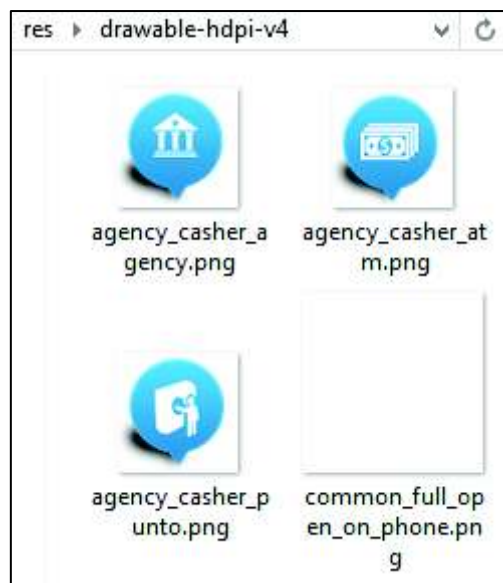 res ▸ drawable-hdpi-v4
agency_casher_a
gency.png
agency_casher_at
m.png
agency_casher_p
unto.png
common_full_op
en_on_phone.pn
g